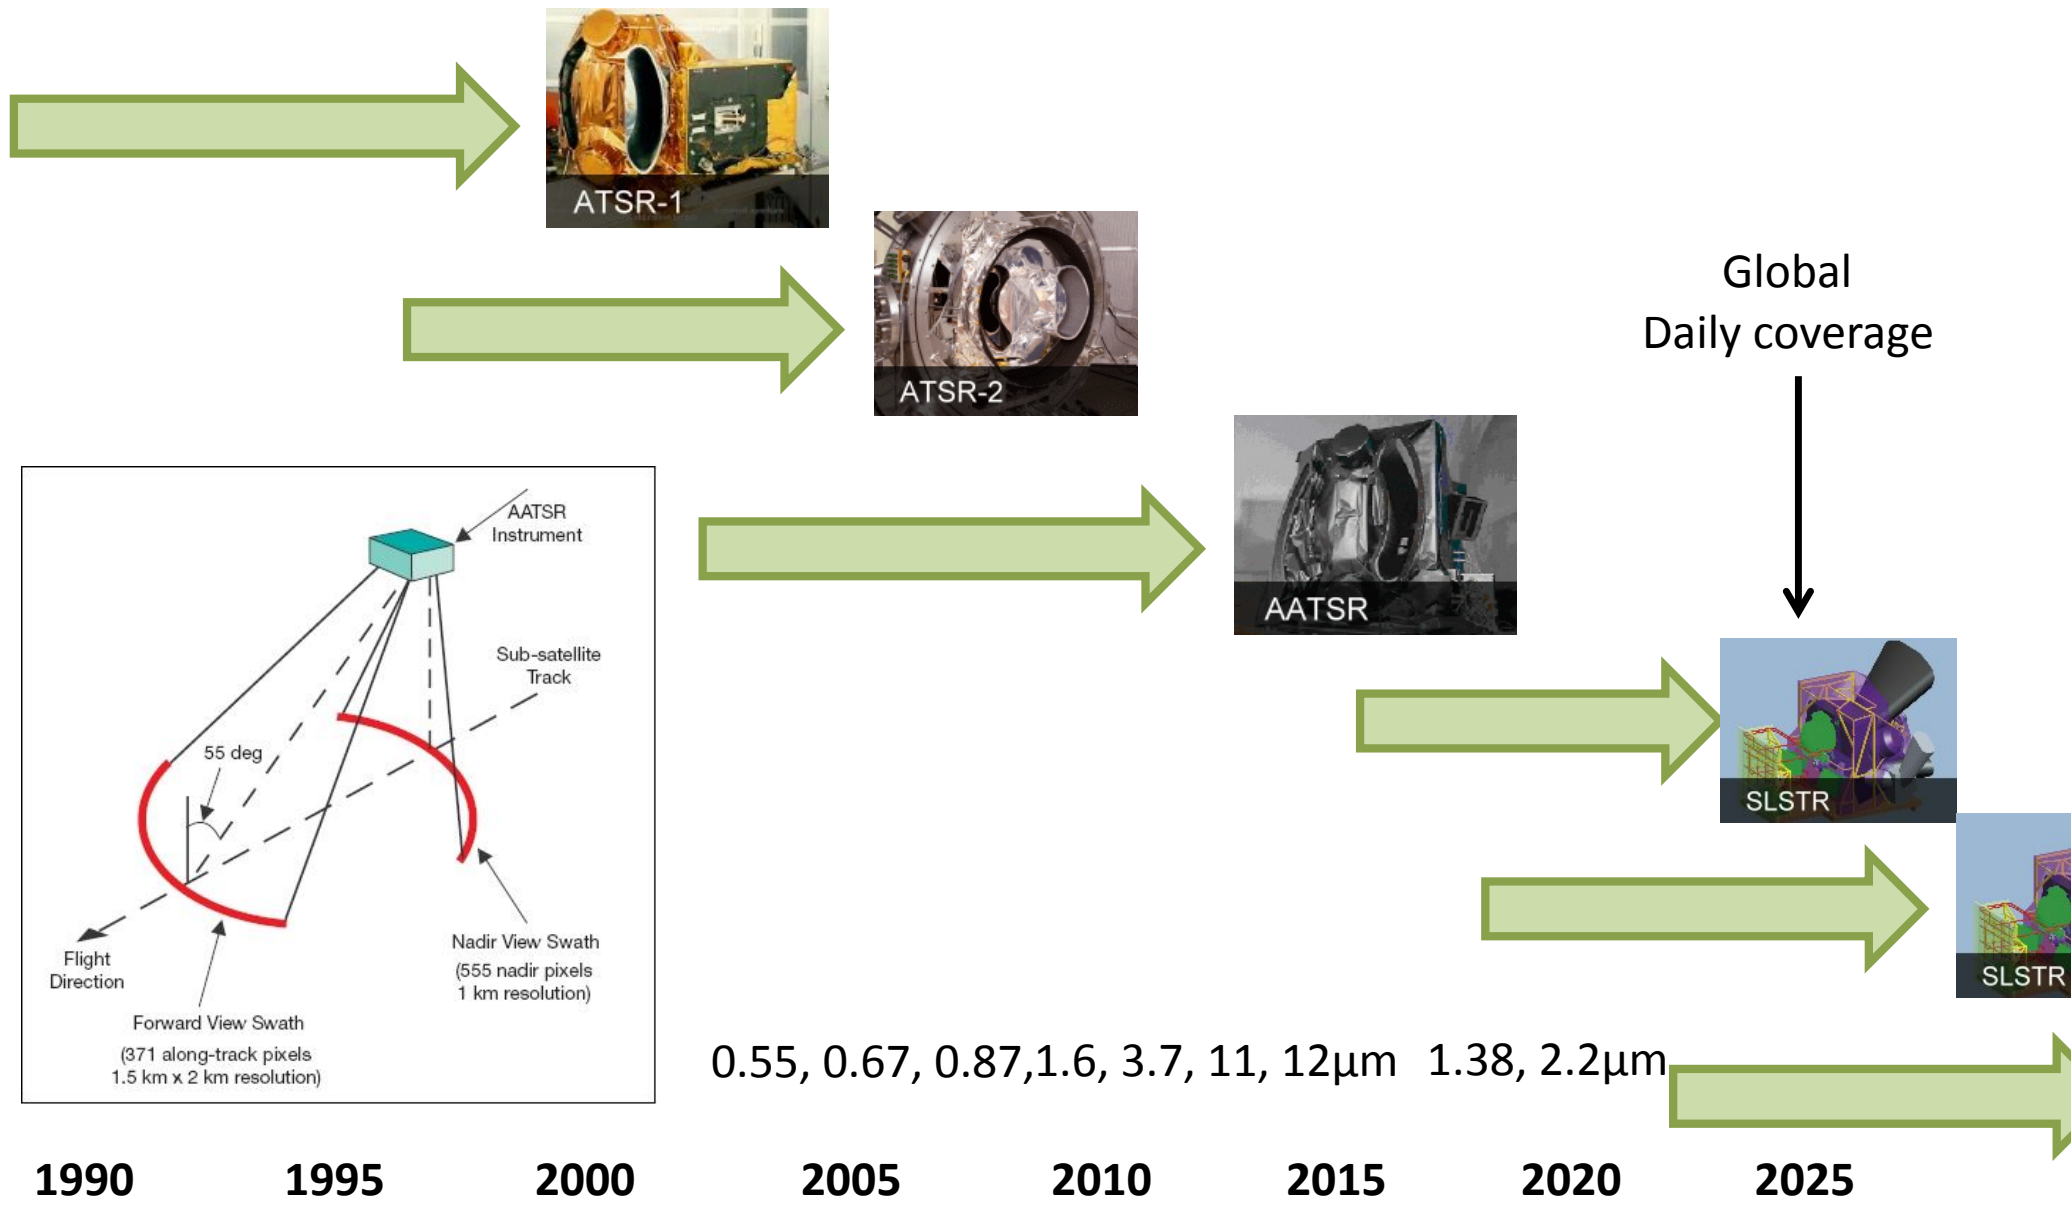 ATSR-1
ATSR-2
Global
Daily coverage
AATSR
AATSR
Instrument
Sub-satellite
Track
55 deg
SLSTR
Flight
Direction
Nadir View Swath
(555 nadir pixels
1 km resolution)
SLSTR
Forward View Swath
(371 along-track pixels
1.5 km x 2 km resolution)
0.55, 0.67, 0.87,1.6, 3.7, 11, 12µm 1.38, 2.2µm
1990 1995 2000 2005 2010 2015 2020 2025